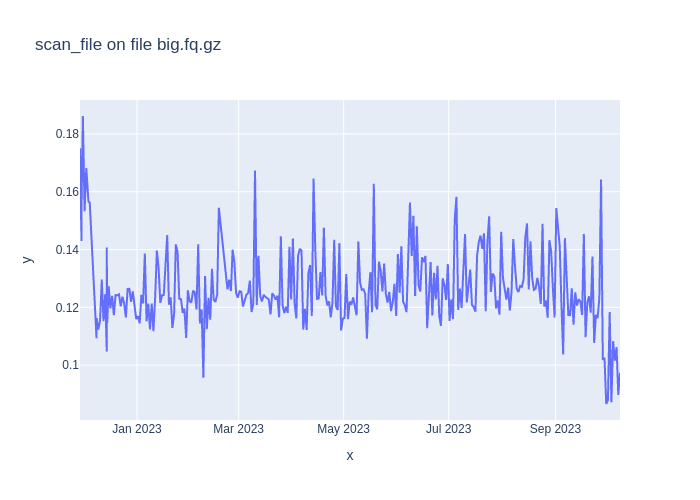 scan_file on file big.fq.gz
0.18
0.16
0.14
0.12
0.1
y
Jan 2023 Mar 2023 May 2023 Jul 2023 Sep 2023
x